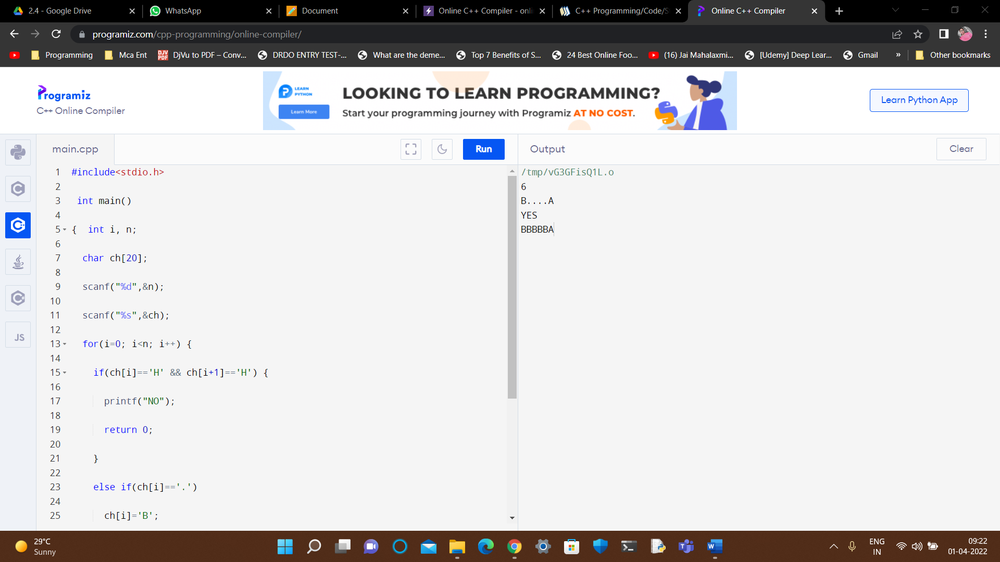 2.4 - Google Drive
WhatsApp
Document
Online C++ Compiler - onli
C++ Programming/Code/S
Online C++ Compiler
programiz.com/cpp-programming/online-compiler/
Programming
Mca Ent
DJV PDF
DjVu to PDF – Conv...
DRDO ENTRY TEST-...
What are the deme...
Top 7 Benefits of S...
24 Best Online Foo...
(16) Jai Mahalaxmi...
[Udemy] Deep Lear...
Gmail
»
Other bookmarks
Programiz
C++ Online Compiler
LEARN PYTHON
Learn More
LOOKING TO LEARN PROGRAMMING?
Start your programming journey with Programiz AT NO COST.
Learn Python App
main.cpp
Run
Output
Clear
JS
1 #include<stdio.h>
2
3 int main()
4
5 { int i, n;
6
7 char ch[20];
8
9 scanf("%d",&n);
10
11 scanf("%s",&ch);
12
13 for(i=0; i<n; i++) {
14
15 if(ch[i]=='H' && ch[i+1]=='H') {
16
17 printf("NO");
18
19 return 0;
20
21 }
22
23 else if(ch[i]=='.')
24
25 ch[i]='B';
/tmp/vG3GFisQ1L.o
6
B....A
YES
BBBBBA
29°C
Sunny
ENG
IN
09:22
01-04-2022